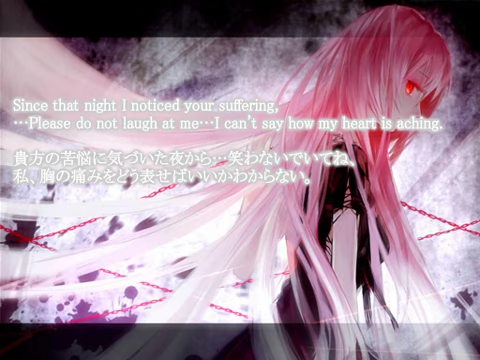 Since that night I noticed your suffering,
…Please do not laugh at me…I can't say how my heart is aching.
貴方の苦悩に気づいた夜から…笑わないでいてね、
私、胸の痛みをどう表せばいいかわからない。